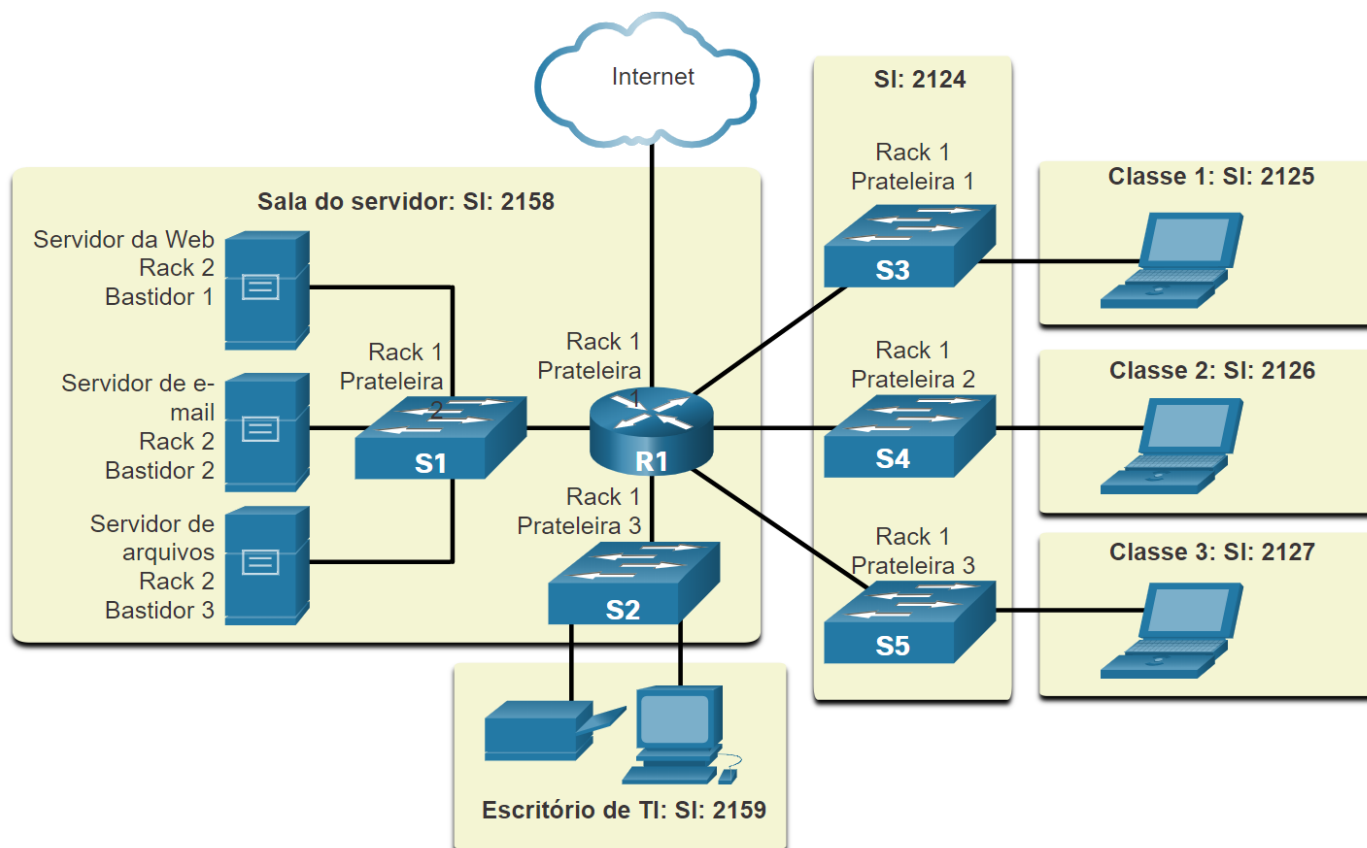 Internet
SI: 2124
Rack 1
Prateleira 1
Classe 1: SI: 2125
S3
Sala do servidor: SI: 2158
Servidor da Web
Rack 2
Bastidor 1
Rack 1
Prateleira
2
Rack 1
Prateleira
1
Servidor de e-
mail
Rack 2
Bastidor 2
S1
R1
Rack 1
Prateleira 2
Classe 2: SI: 2126
S4
Rack 1
Prateleira 3
Servidor de
arquivos
Rack 2
Bastidor 3
S2
Rack 1
Prateleira 3
Classe 3: SI: 2127
S5
Escritório de TI: SI: 2159